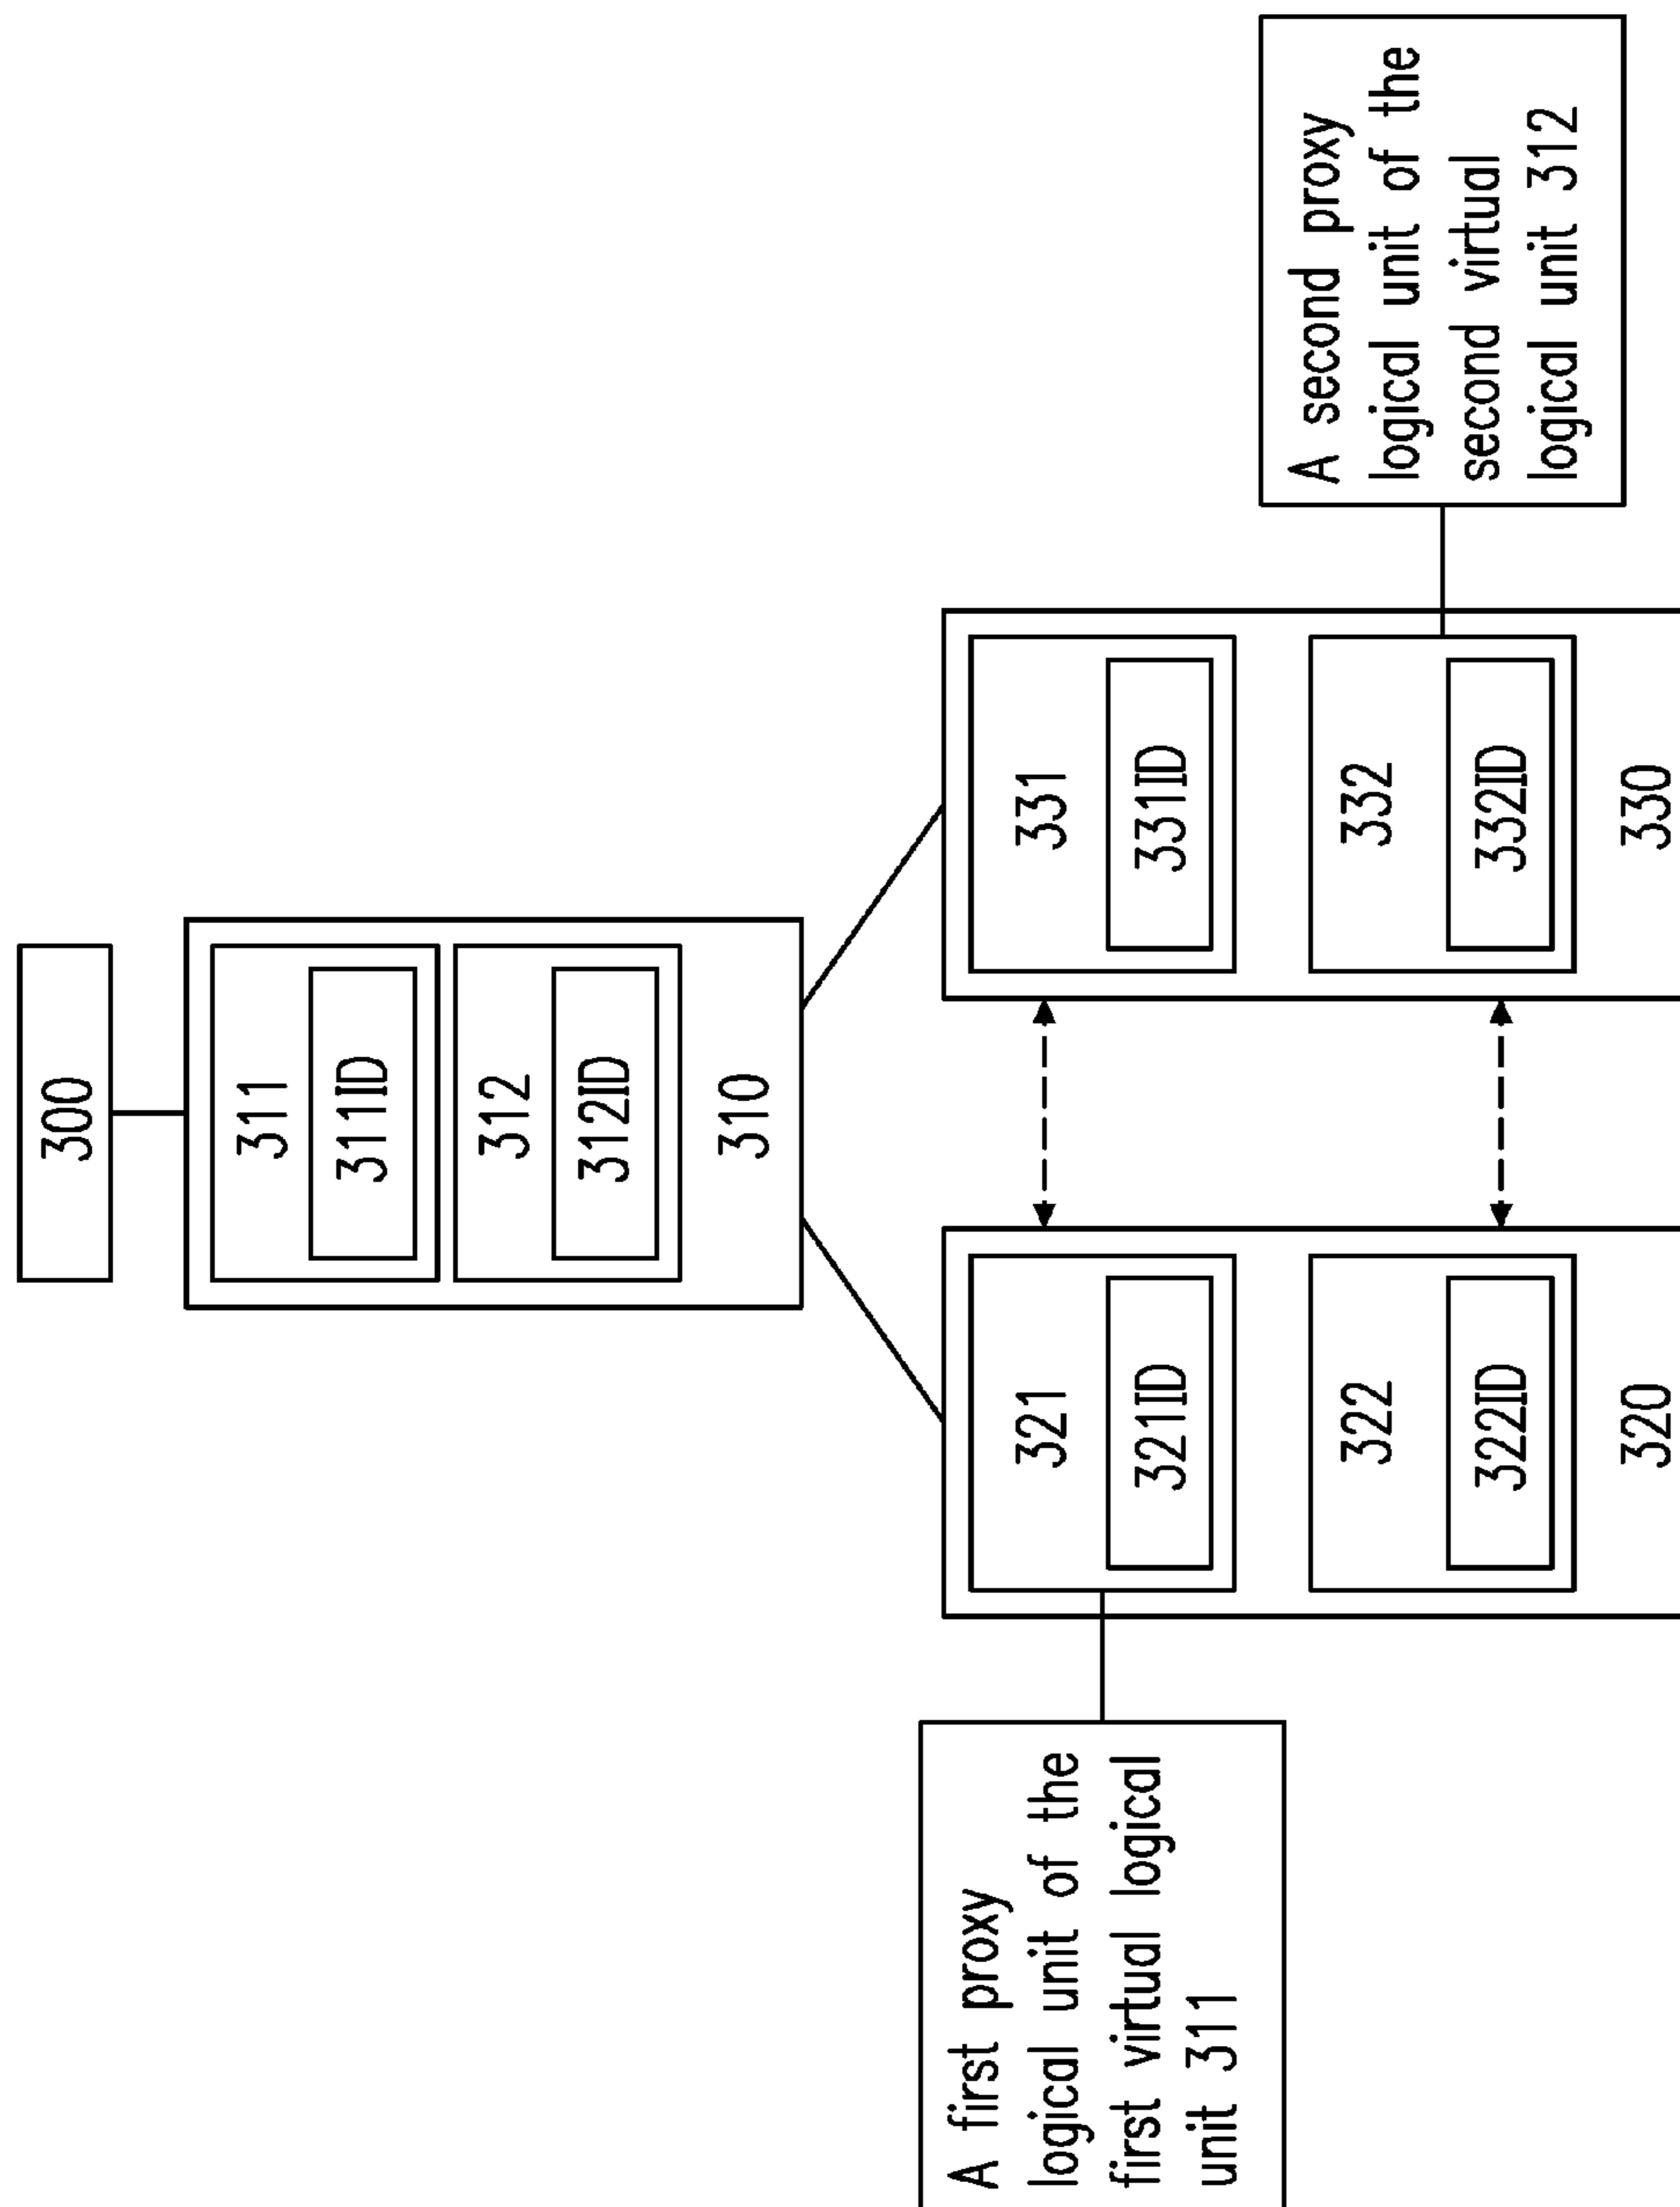 300
311
311ID
312
312ID
310
A first proxy
logical unit of the
first virtual logical
unit 311
321
321ID
322
322ID
320
331
331ID
332
332ID
330
A second proxy
logical unit of the
second virtual
logical unit 312